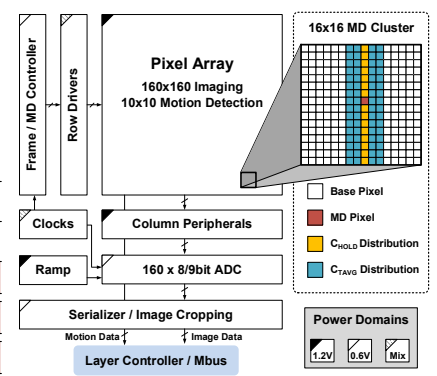 Frame / MD Controller
Row Drivers
Pixel Array
160x160 Imaging
10x10 Motion Detection
16x16 MD Cluster
Base Pixel
MD Pixel
CHOLD Distribution
CTAVG Distribution
Clocks
Column Peripherals
Ramp
160 x 8/9bit ADC
Serializer / Image Cropping
Motion Data
Image Data
Layer Controller / Mbus
Power Domains
1.2V
0.6V
Mix